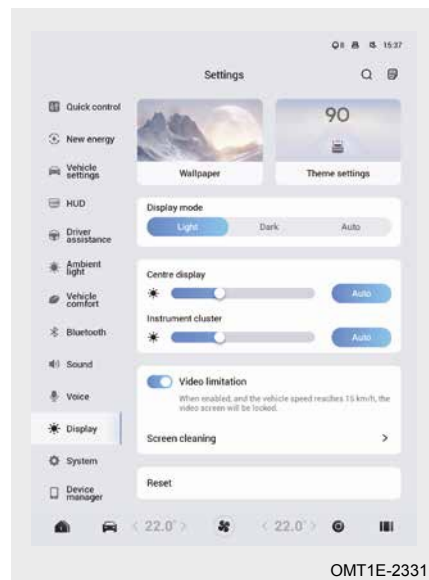 8 15:37
Settings
Quick control
New energy
Vehicle
settings
HUD
Driver
assistance
Ambient
light
Vehicle
comfort
Bluetooth
Sound
Voice
Display
System
Device
manager
90
Wallpaper
Theme settings
Display mode
Light Dark Auto
Centre display
Auto
Instrument cluster
Auto
Video limitation
When enabled, and the vehicle speed reaches 15 km/h, the
video screen will be locked.
Screen cleaning >
Reset
< 22.0° > < 22.0° >
OMT1E-2331